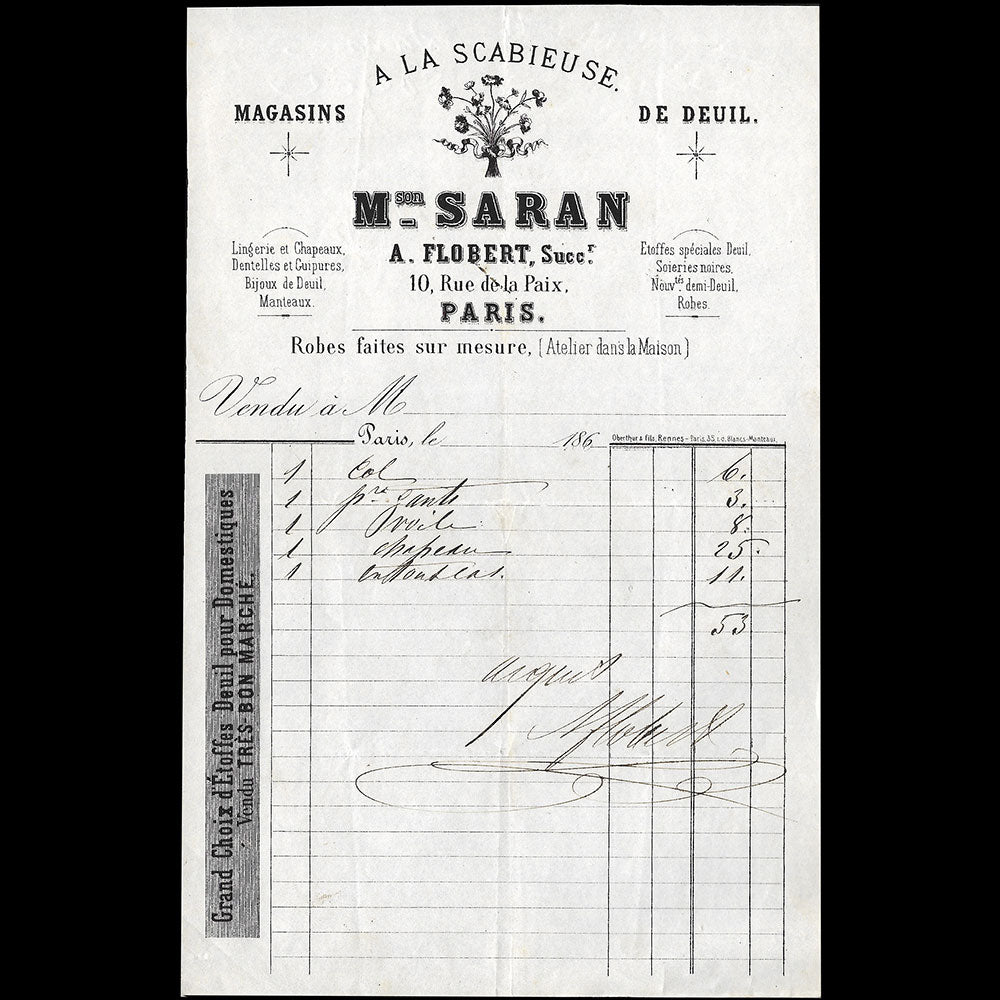 A LA SCABIEUSE.
MAGASINS DE DEUIL.
Mson SARAN
A. FLOBERT, Succr.
10, Rue de la Paix,
PARIS.
Lingerie et Chapeaux,
Dentelles et Guipures,
Bijoux de Deuil,
Manteaux.
Etoffes spéciales Deuil,
Soieries noires,
Nouvtés demi-Deuil,
Robes.
Robes faites sur mesure, (Atelier dans la Maison)
Vendu à M
Paris, le 186
Oberthur & fils, Rennes - Paris, 35, r. d. Blancs-Manteaux.
1 Col 6.
1 pre Gants 3.
1 Voile 8.
1 chapeau 25.
1 entoutcas. 11.
53
acquit
AFlobert
Grand Choix d'Étoffes Deuil pour Domestiques
Vendu TRÈS BON MARCHÉ.